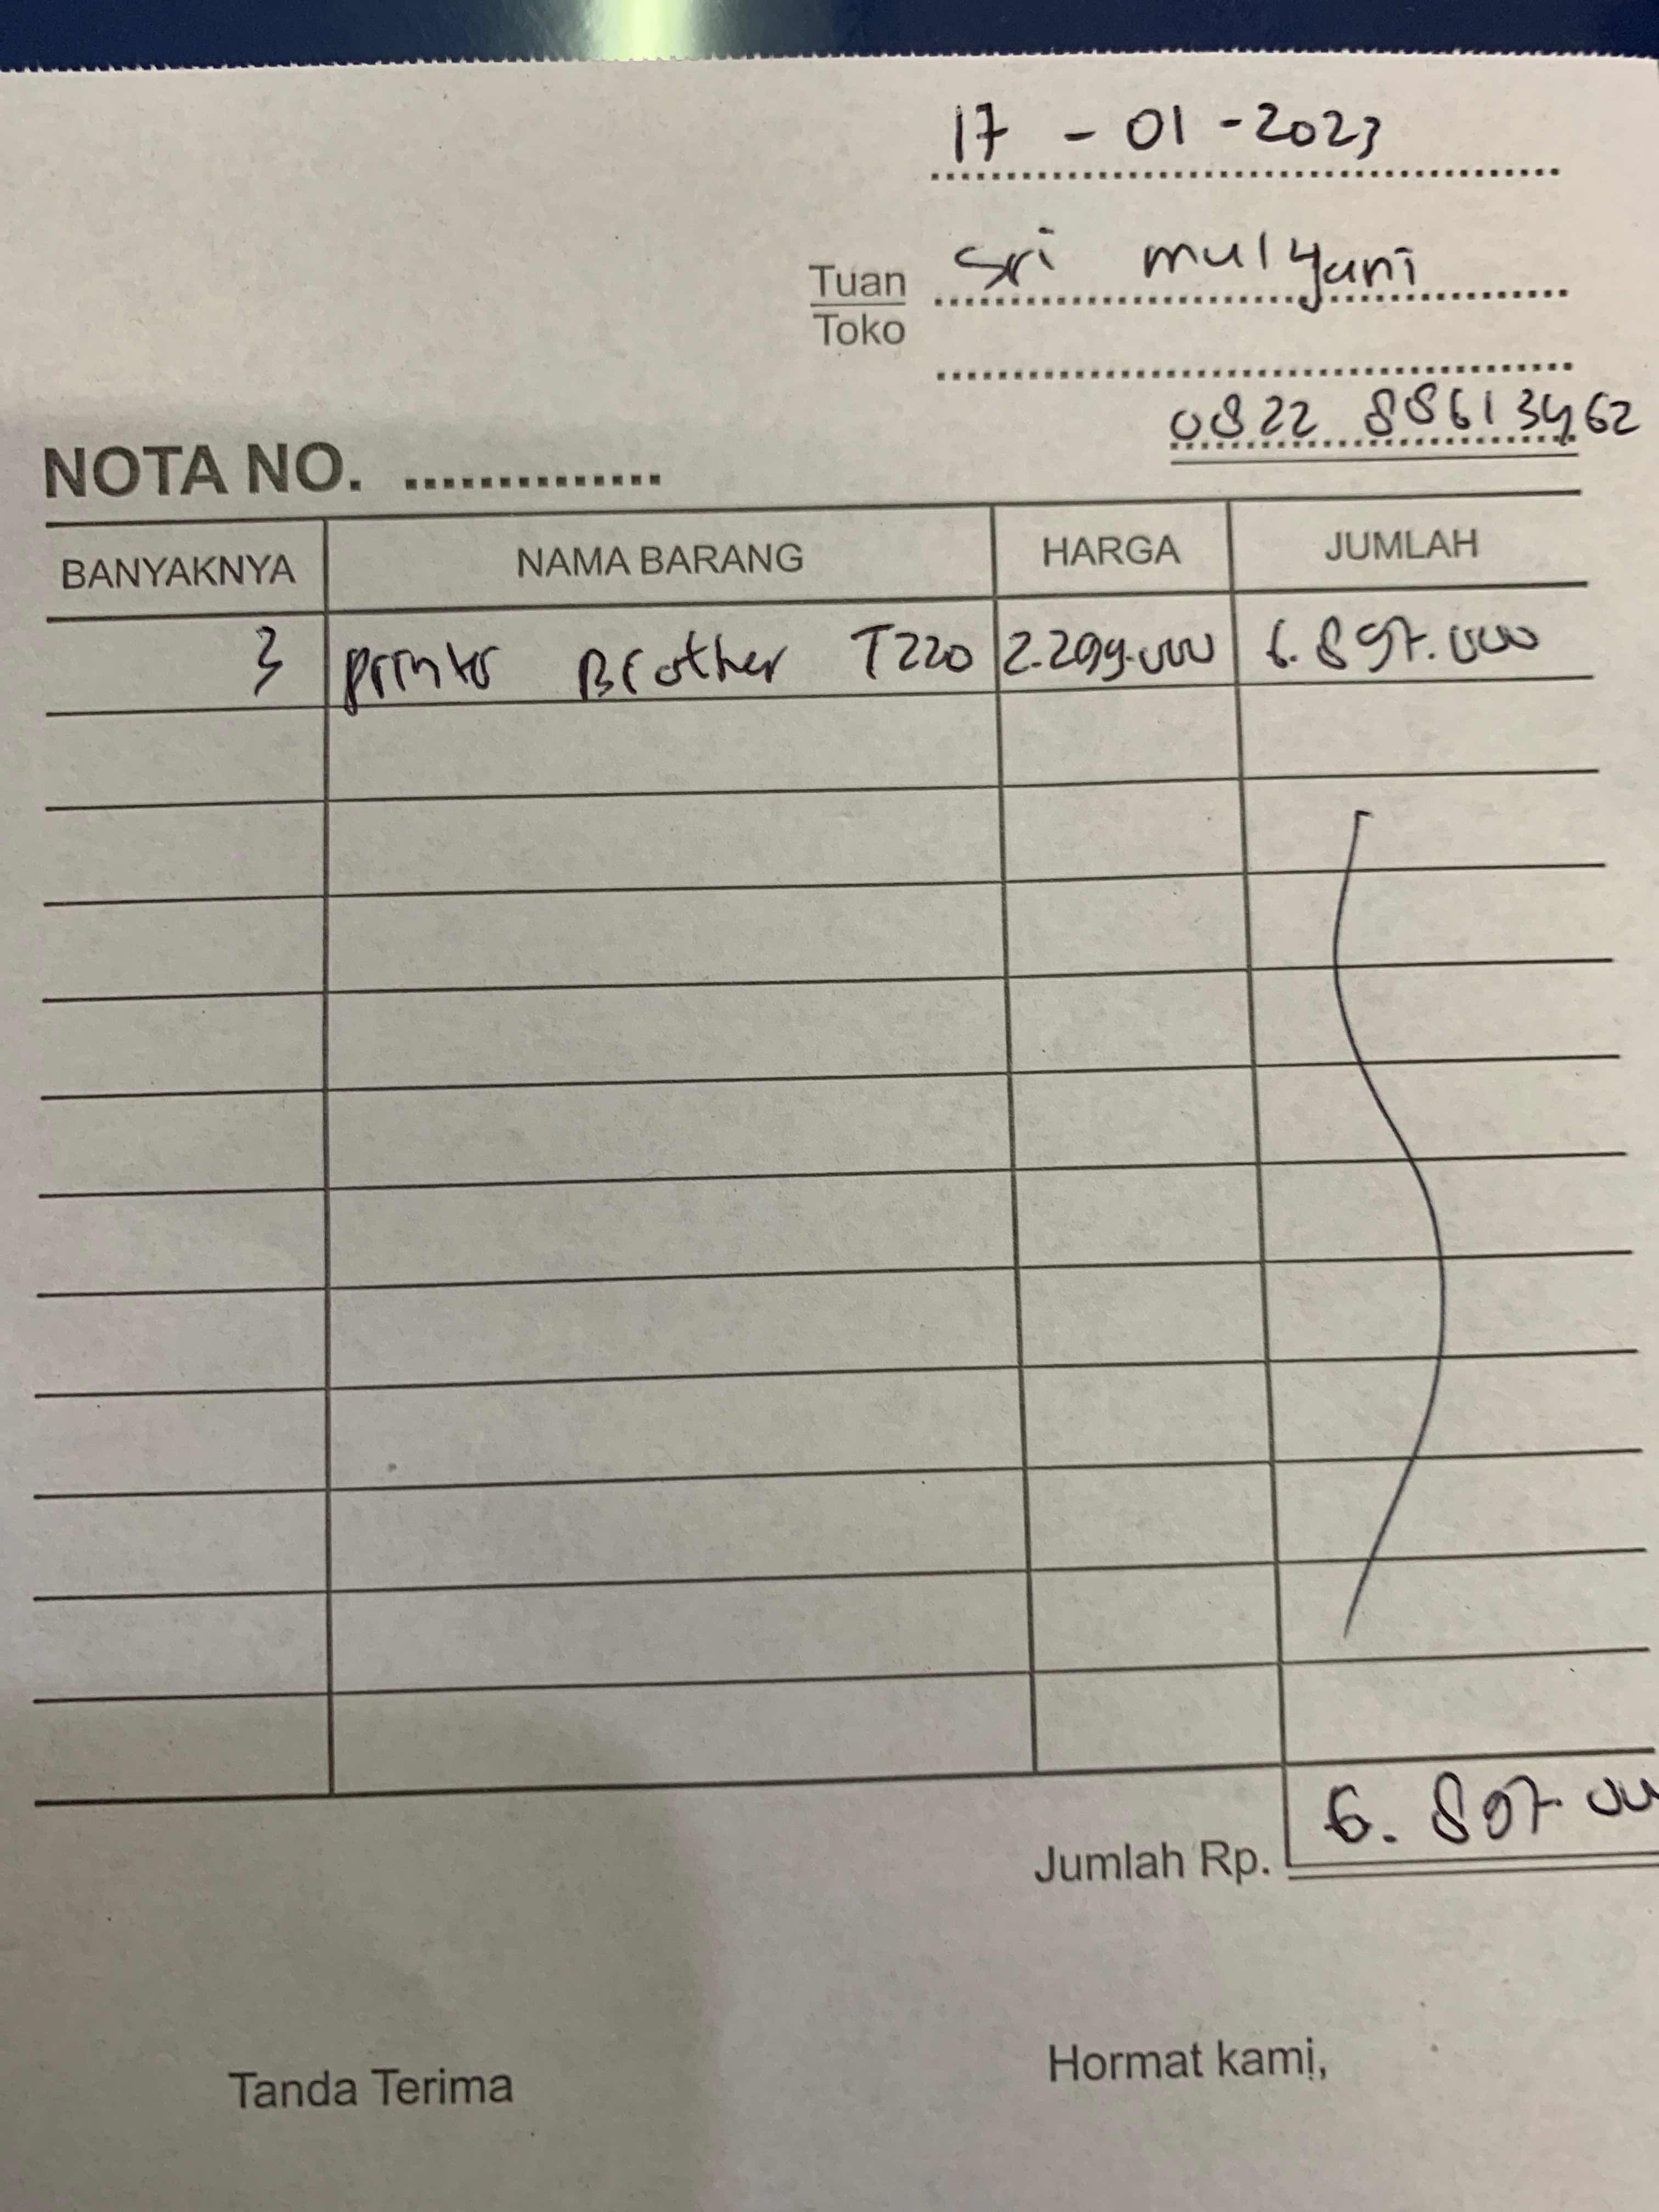 17 - 01 - 2023
Tuan Sri mulyani
Toko
0822 88613462
NOTA NO. ..............
BANYAKNYA NAMA BARANG HARGA JUMLAH
3 printer Brother T220 2.299.000 6.897.000
Jumlah Rp. 6.897.00
Tanda Terima Hormat kami,